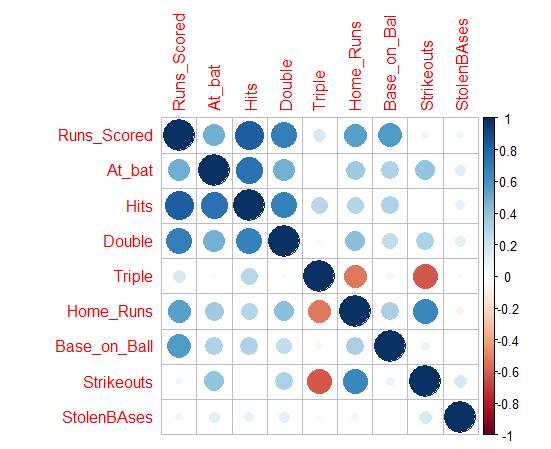 Runs_Scored
At_bat
Hits
Double
Triple
Home_Runs
Base_on_Bal
Strikeouts
StolenBAses
Runs_Scored
At_bat
Hits
Double
Triple
Home_Runs
Base_on_Ball
Strikeouts
StolenBAses
1
0.8
0.6
0.4
0.2
0
-0.2
-0.4
-0.6
-0.8
-1